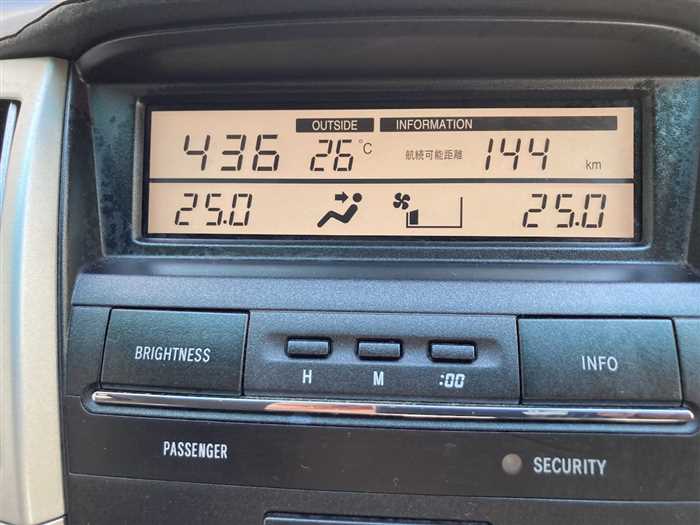 OUTSIDE INFORMATION
436 26 °C 航続可能距離 144 km
25.0 25.0
BRIGHTNESS INFO
H M :00
PASSENGER
SECURITY